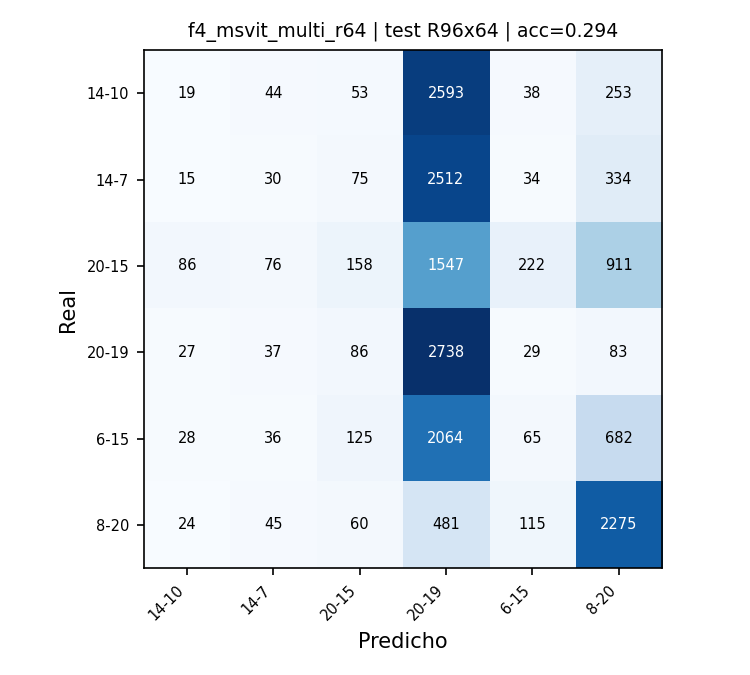 f4_msvit_multi_r64 | test R96x64 | acc=0.294
14-10 19 44 53 2593 38 253
14-7 15 30 75 2512 34 334
20-15 86 76 158 1547 222 911
20-19 27 37 86 2738 29 83
6-15 28 36 125 2064 65 682
8-20 24 45 60 481 115 2275
Real
14-10 14-7 20-15 20-19 6-15 8-20
Predicho